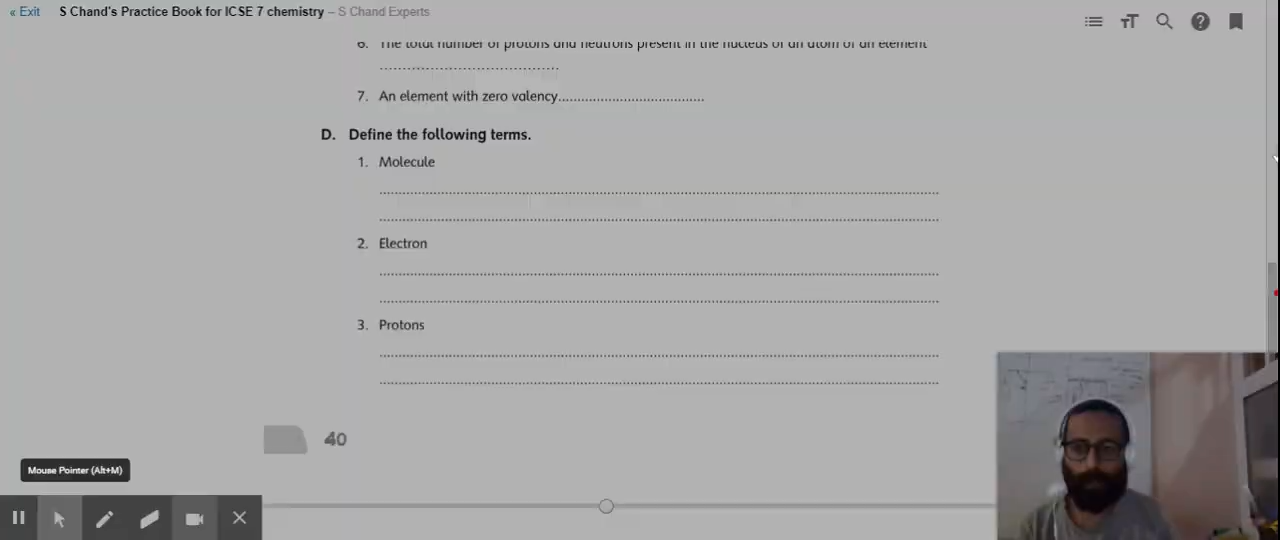 « Exit S Chand's Practice Book for ICSE 7 chemistry – S Chand Experts
6. The total number of protons and neutrons present in the nucleus of an atom of an element
........................................
7. An element with zero valency.....................................
D. Define the following terms.
1. Molecule
2. Electron
3. Protons
40
Mouse Pointer (Alt+M)